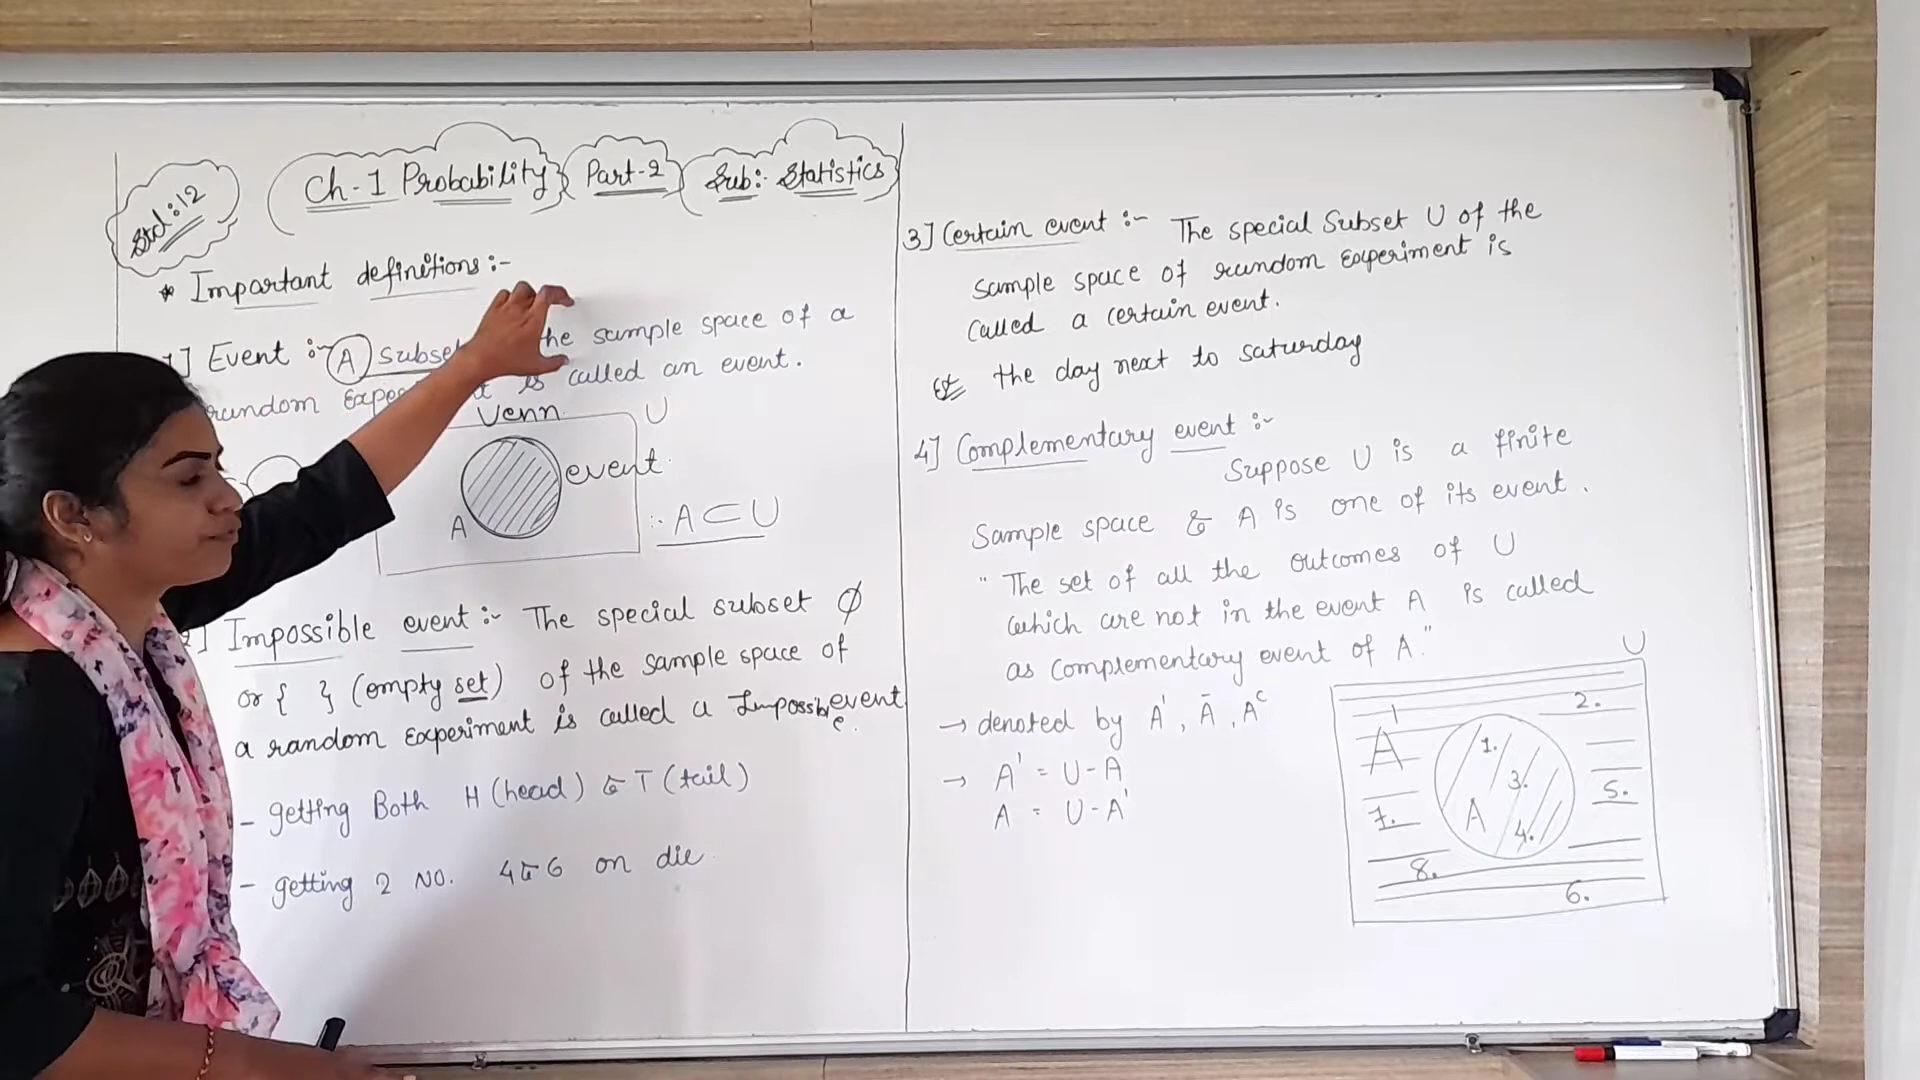 Std:12
Ch-1 Probability Part-2 Sub:- Statistics
* Important definitions :-
1] Event :- A subset the sample space of a
random is called an event.
Venn
U
event
A
∴ A ⊂ U
2] Impossible event :- The special subset ∅
or { } (empty set) of the sample space of
a random Experiment is called a Impossible event.
- getting Both H (head) & T (tail)
- getting 2 NO. 4 & 6 on die.
3] Certain event :- The special Subset U of the
sample space of random Experiment is
called a certain event.
Ex the day next to saturday
4] Complementary event :-
Suppose U is a finite
Sample space & A is one of its event.
" The set of all the outcomes of U
which are not in the event A is called
as complementary event of A."
→ denoted by A', Ā, Aᶜ
→ A' = U - A
A = U - A'
U
2.
A' 1.
3. 5.
7. A 4.
8. 6.